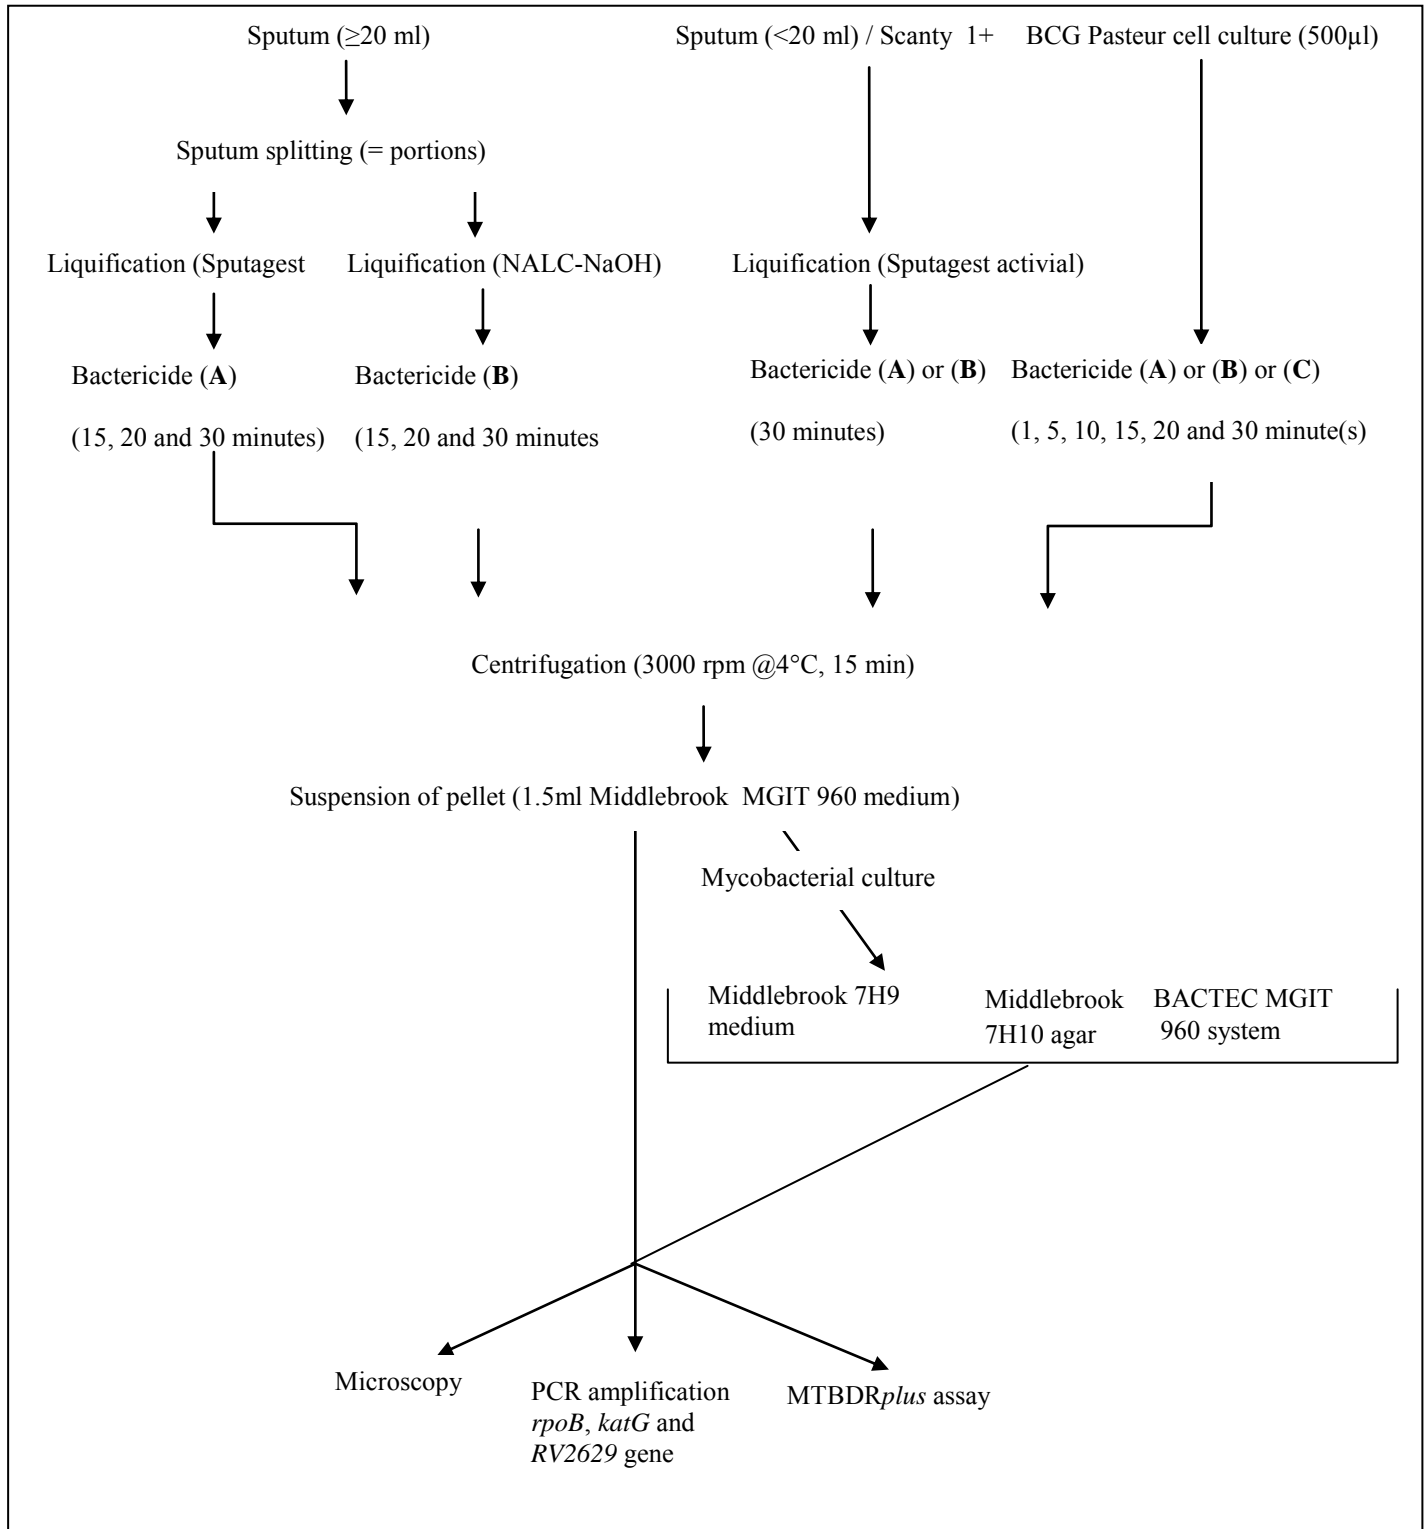 Sputum (≥20 ml)
Sputum (<20 ml) / Scanty 1+
BCG Pasteur cell culture (500µl)
Sputum splitting (= portions)
Liquification (Sputagest
Liquification (NALC-NaOH)
Liquification (Sputagest activial)
Bactericide (A)
(15, 20 and 30 minutes)
Bactericide (B)
(15, 20 and 30 minutes
Bactericide (A) or (B)
(30 minutes)
Bactericide (A) or (B) or (C)
(1, 5, 10, 15, 20 and 30 minute(s)
Centrifugation (3000 rpm @4°C, 15 min)
Suspension of pellet (1.5ml Middlebrook MGIT 960 medium)
Mycobacterial culture
Middlebrook 7H9
medium
Middlebrook
7H10 agar
BACTEC MGIT
960 system
Microscopy
PCR amplification
rpoB, katG and
RV2629 gene
MTBDRplus assay